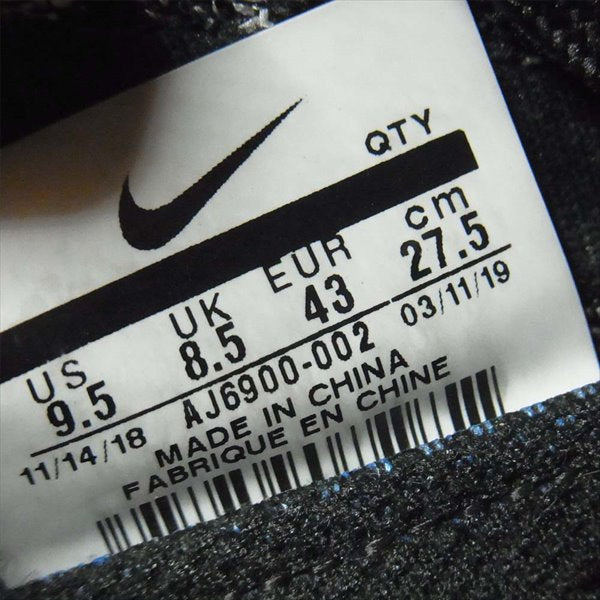 QTY
US UK EUR cm
9.5 8.5 43 27.5
11/14/18 AJ6900-002 03/11/19
MADE IN CHINA
FABRIQUE EN CHINE